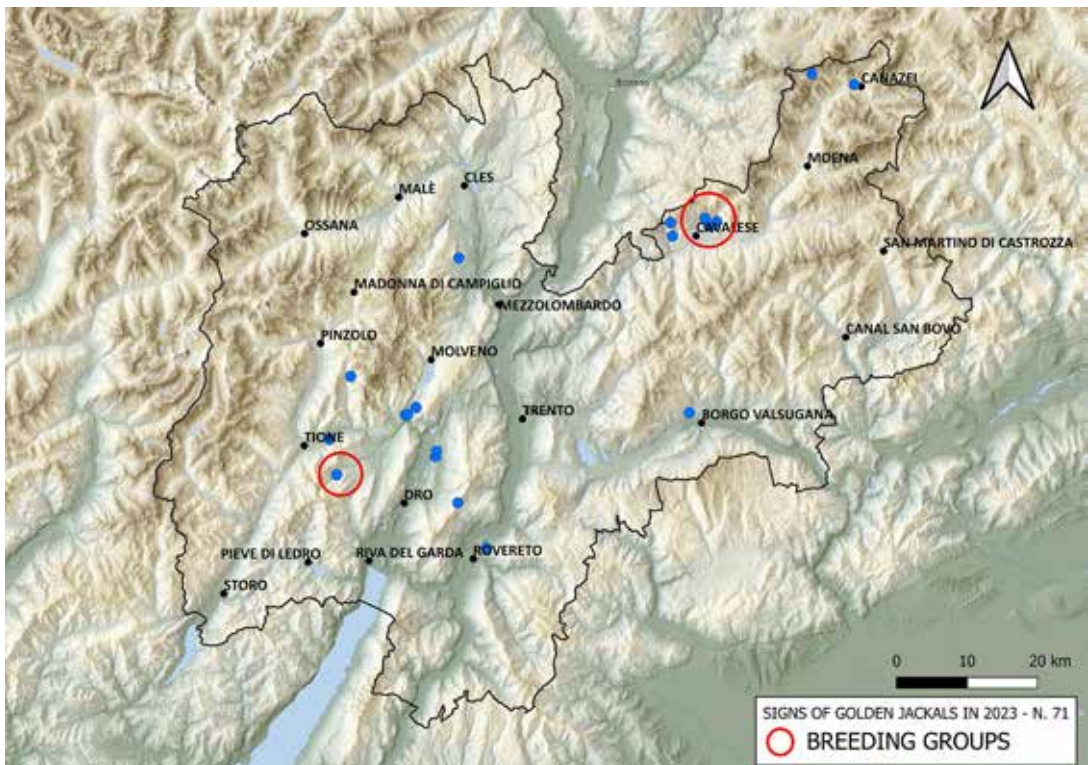 CANAZEI
MOENA
CLES
MALÈ
CAVALESE
OSSANA
SAN MARTINO DI CASTROZZA
MADONNA DI CAMPIGLIO
MEZZOLOMBARDO
CANAL SAN BOVO
PINZOLO
MOLVENO
TRENTO
BORGO VALSUGANA
TIONE
DRO
PIEVE DI LEDRO
RIVA DEL GARDA
ROVERETO
STORO
0 10 20 km
SIGNS OF GOLDEN JACKALS IN 2023 - N. 71
BREEDING GROUPS